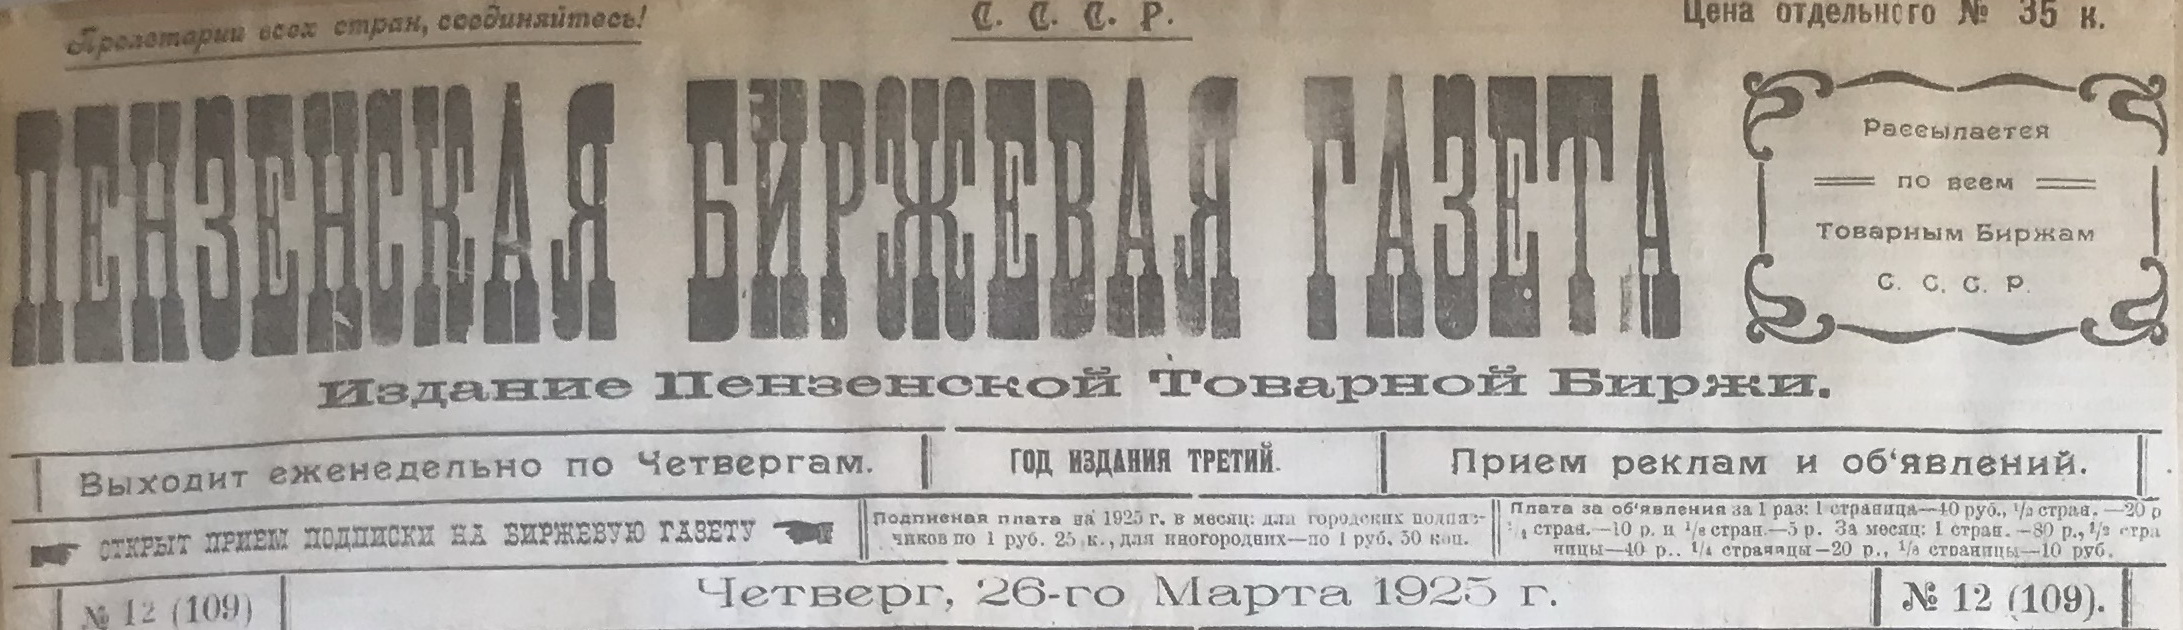 Пролетарии всех стран, соединяйтесь!
С. С. С. Р.
Цена отдельного № 35 к.
ПЕНЗЕНСКАЯ БИРЖЕВАЯ ГАЗЕТА
Рассылается
по всем
Товарным Биржам
С. С. С. Р.
Издание Пензенской Товарной Биржи.
Выходит еженедельно по Четвергам.
ГОД ИЗДАНИЯ ТРЕТИЙ.
Прием реклам и об'явлений.
ОТКРЫТ ПРИЕМ ПОДПИСКИ НА БИРЖЕВУЮ ГАЗЕТУ
Подписная плата на 1925 г. в месяц: для городских подпис-
чиков по 1 руб. 25 к., для иногородних—по 1 руб. 50 коп.
Плата за об'явления за 1 раз: 1 страница—40 руб., 1/2 стран.—20 р
1/4 стран.—10 р. и 1/8 стран.—5 р. За месяц: 1 стран.—80 р., 1/2 стра
ницы—40 р.. 1/4 страницы—20 р., 1/8 страницы—10 руб.
№ 12 (109)
Четверг, 26-го Марта 1925 г.
№ 12 (109).